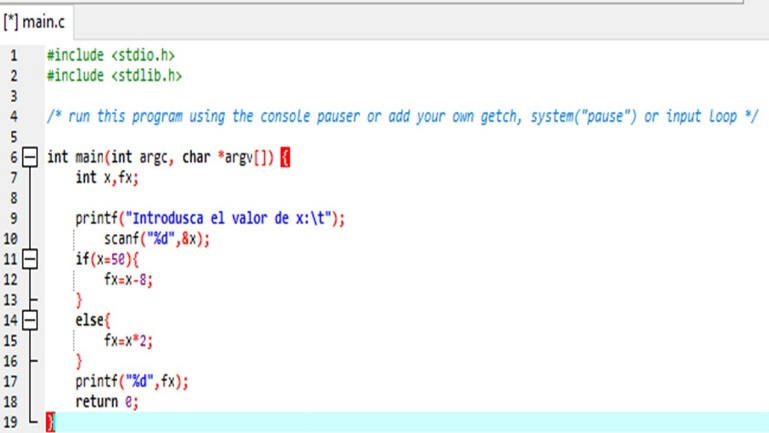 [*] main.c
1 #include <stdio.h>
2 #include <stdlib.h>
3
4 /* run this program using the console pauser or add your own getch, system("pause") or input loop */
5
6 int main(int argc, char *argv[]) {
7 int x,fx;
8
9 printf("Introdusca el valor de x:\t");
10 scanf("%d",&x);
11 if(x=50){
12 fx=x-8;
13 }
14 else{
15 fx=x*2;
16 }
17 printf("%d",fx);
18 return 0;
19 }